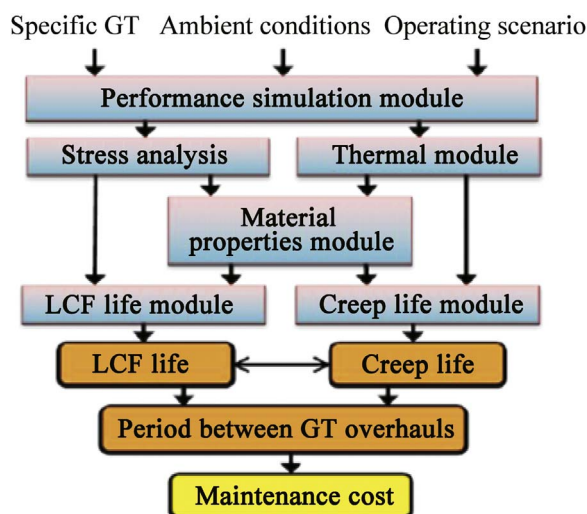 Specific GT Ambient conditions Operating scenario
Performance simulation module
Stress analysis Thermal module
Material
properties module
LCF life module Creep life module
LCF life Creep life
Period between GT overhauls
Maintenance cost